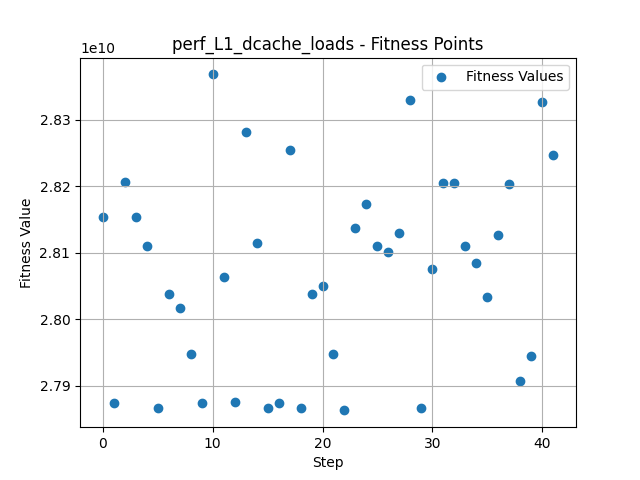 perf_L1_dcache_loads - Fitness Points
1e10
Fitness Values
2.83
2.82
2.81
2.80
2.79
Fitness Value
0 10 20 30 40
Step